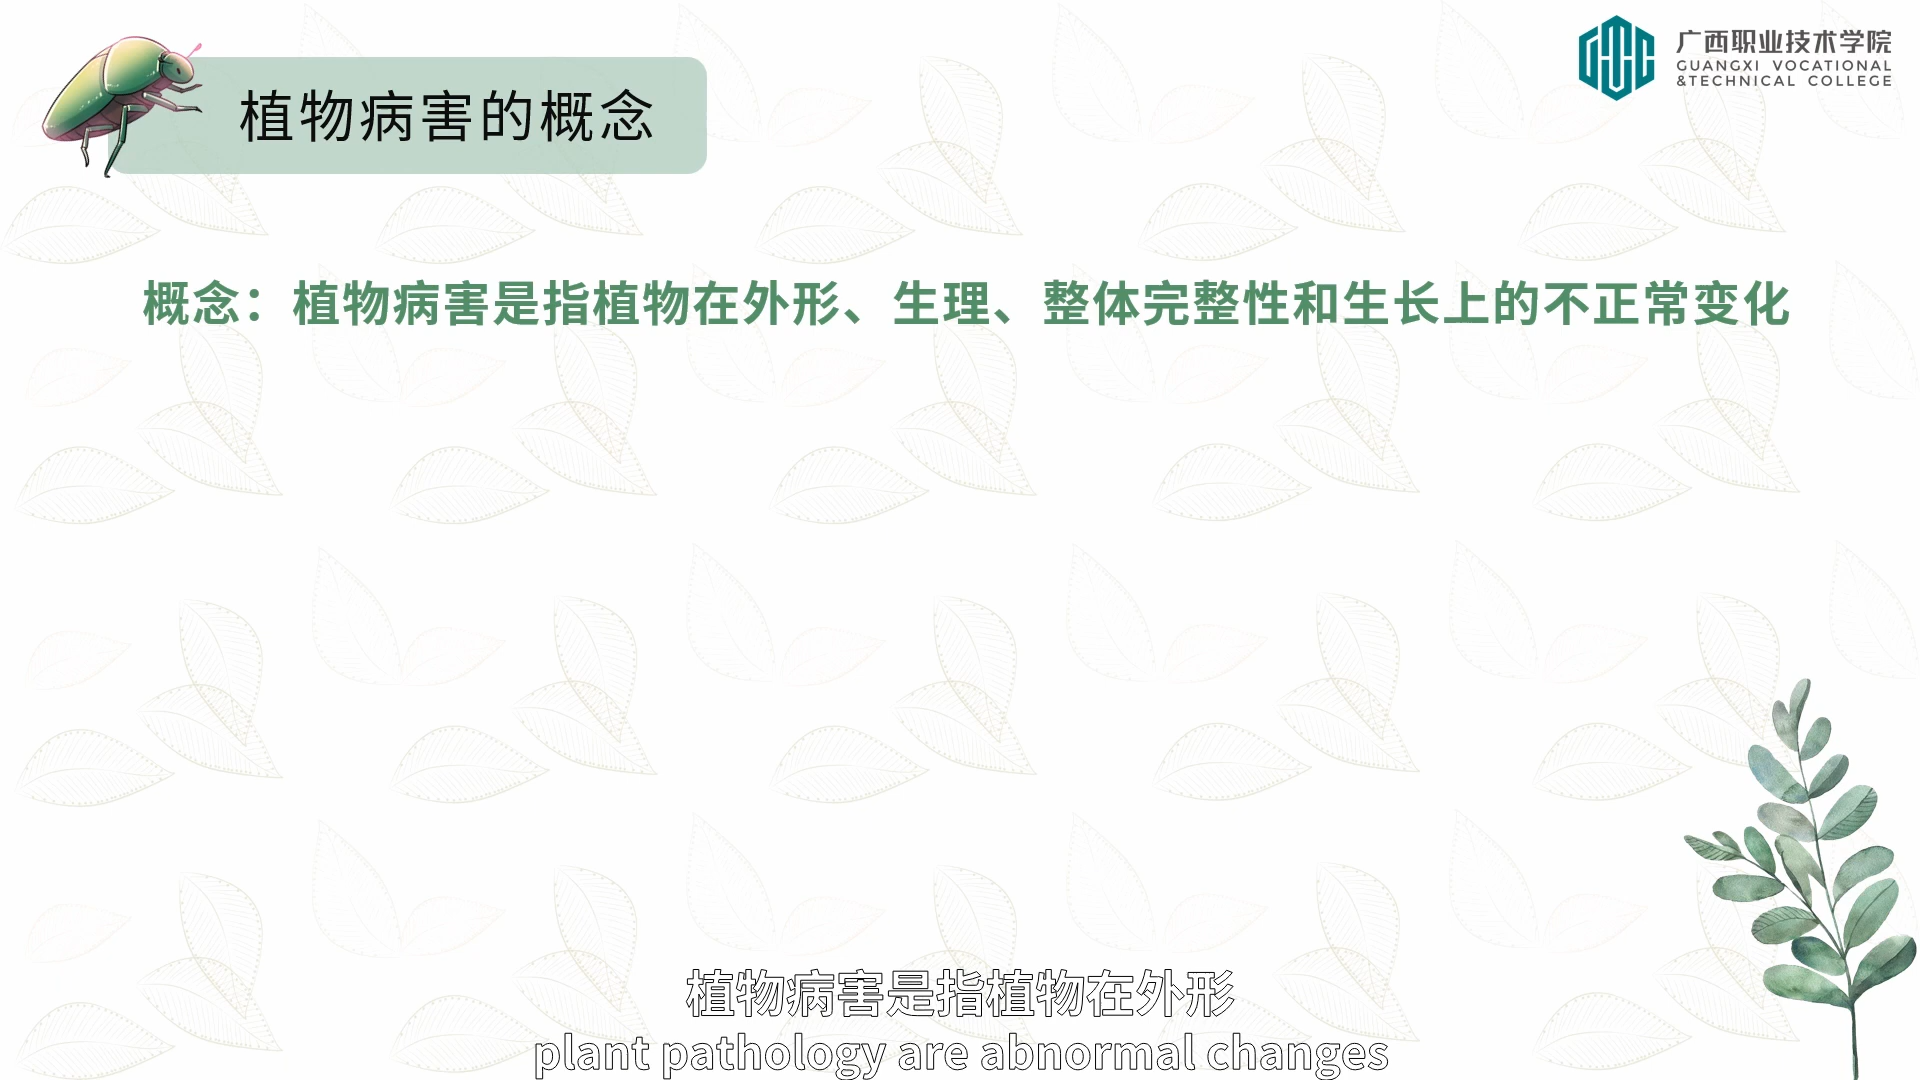 植物病害的概念
广西职业技术学院
GUANGXI VOCATIONAL
&TECHNICAL COLLEGE
概念：植物病害是指植物在外形、生理、整体完整性和生长上的不正常变化
植物病害是指植物在外形
plant pathology are abnormal changes